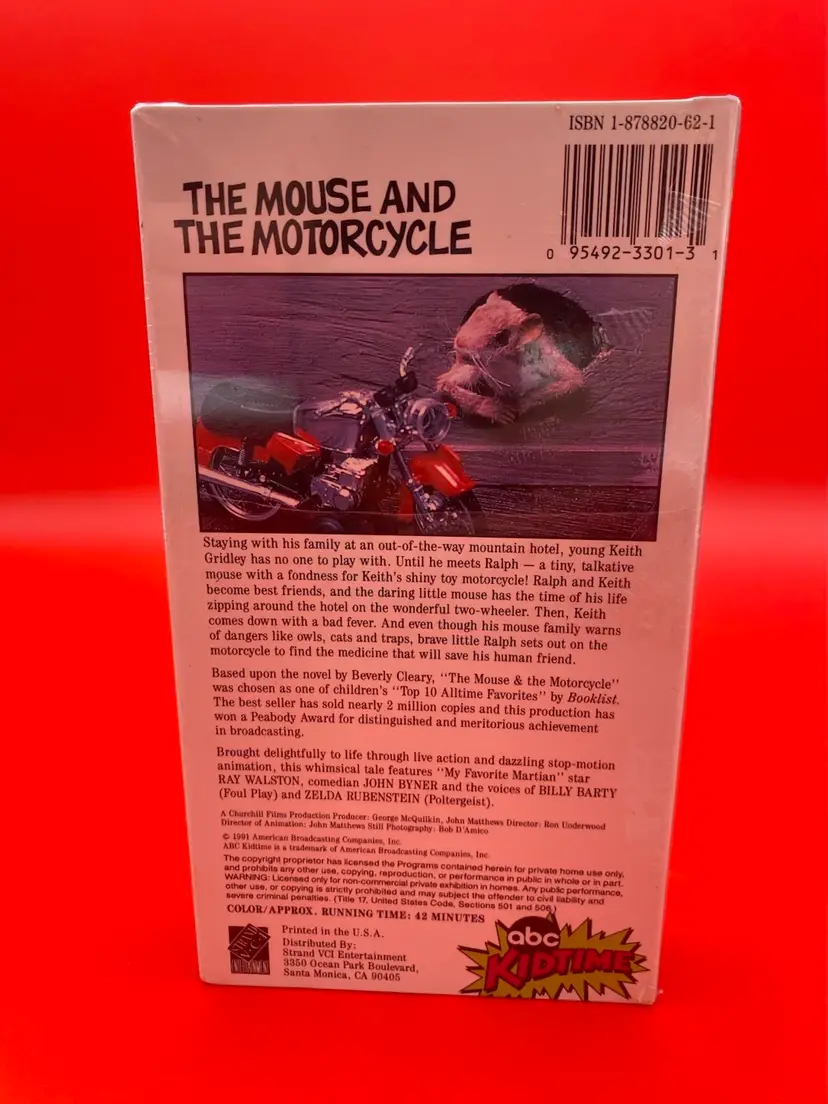 ISBN 1-878820-62-1
THE MOUSE AND
THE MOTORCYCLE
0 95492-3301-3 1
Staying with his family at an out-of-the-way mountain hotel, young Keith
Gridley has no one to play with. Until he meets Ralph — a tiny, talkative
mouse with a fondness for Keith's shiny toy motorcycle! Ralph and Keith
become best friends, and the daring little mouse has the time of his life
zipping around the hotel on the wonderful two-wheeler. Then, Keith
comes down with a bad fever. And even though his mouse family warns
of dangers like owls, cats and traps, brave little Ralph sets out on the
motorcycle to find the medicine that will save his human friend.
Based upon the novel by Beverly Cleary, "The Mouse & the Motorcycle"
was chosen as one of children's "Top 10 Alltime Favorites" by Booklist.
The best seller has sold nearly 2 million copies and this production has
won a Peabody Award for distinguished and meritorious achievement
in broadcasting.
Brought delightfully to life through live action and dazzling stop-motion
animation, this whimsical tale features "My Favorite Martian" star
RAY WALSTON, comedian JOHN BYNER and the voices of BILLY BARTY
(Foul Play) and ZELDA RUBENSTEIN (Poltergeist).
A Churchill Films Production Producer: George McQuilkin, John Matthews Director: Ron Underwood
Director of Animation: John Matthews Still Photography: Bob D'Amico
© 1991 American Broadcasting Companies, Inc.
ABC Kidtime is a trademark of American Broadcasting Companies, Inc.
The copyright proprietor has licensed the Programs contained herein for private home use only,
and prohibits any other use, copying, reproduction, or performance in public in whole or in part.
WARNING: Licensed only for non-commercial private exhibition in homes. Any public performance,
other use, or copying is strictly prohibited and may subject the offender to civil liability and
severe criminal penalties. (Title 17, United States Code, Sections 501 and 506.)
COLOR/APPROX. RUNNING TIME: 42 MINUTES
STRAND
VCI
ENTERTAINMENT
Printed in the U.S.A.
Distributed By:
Strand VCI Entertainment
3350 Ocean Park Boulevard,
Santa Monica, CA 90405
abc
KIDTIME